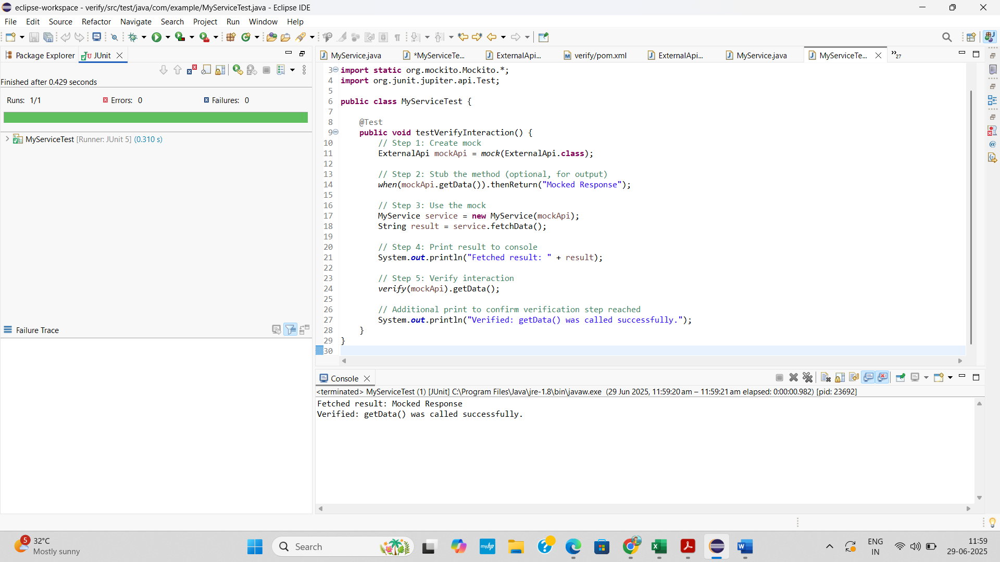 eclipse-workspace - verify/src/test/java/com/example/MyServiceTest.java - Eclipse IDE
File Edit Source Refactor Navigate Search Project Run Window Help
Package Explorer JUnit
Finished after 0.429 seconds
Runs: 1/1 Errors: 0 Failures: 0
MyServiceTest [Runner: JUnit 5] (0.310 s)
Failure Trace
MyService.java *MyServiceTe... ExternalApi... verify/pom.xml ExternalApi... MyService.java MyServiceTe... »27
3 import static org.mockito.Mockito.*;
4 import org.junit.jupiter.api.Test;
5
6 public class MyServiceTest {
7
8 @Test
9 public void testVerifyInteraction() {
10 // Step 1: Create mock
11 ExternalApi mockApi = mock(ExternalApi.class);
12
13 // Step 2: Stub the method (optional, for output)
14 when(mockApi.getData()).thenReturn("Mocked Response");
15
16 // Step 3: Use the mock
17 MyService service = new MyService(mockApi);
18 String result = service.fetchData();
19
20 // Step 4: Print result to console
21 System.out.println("Fetched result: " + result);
22
23 // Step 5: Verify interaction
24 verify(mockApi).getData();
25
26 // Additional print to confirm verification step reached
27 System.out.println("Verified: getData() was called successfully.");
28 }
29 }
30
Console
<terminated> MyServiceTest (1) [JUnit] C:\Program Files\Java\jre-1.8\bin\javaw.exe (29 Jun 2025, 11:59:20 am – 11:59:21 am elapsed: 0:00:00.982) [pid: 23692]
Fetched result: Mocked Response
Verified: getData() was called successfully.
5
32°C
Mostly sunny
Search
myhp
ENG
IN
11:59
29-06-2025